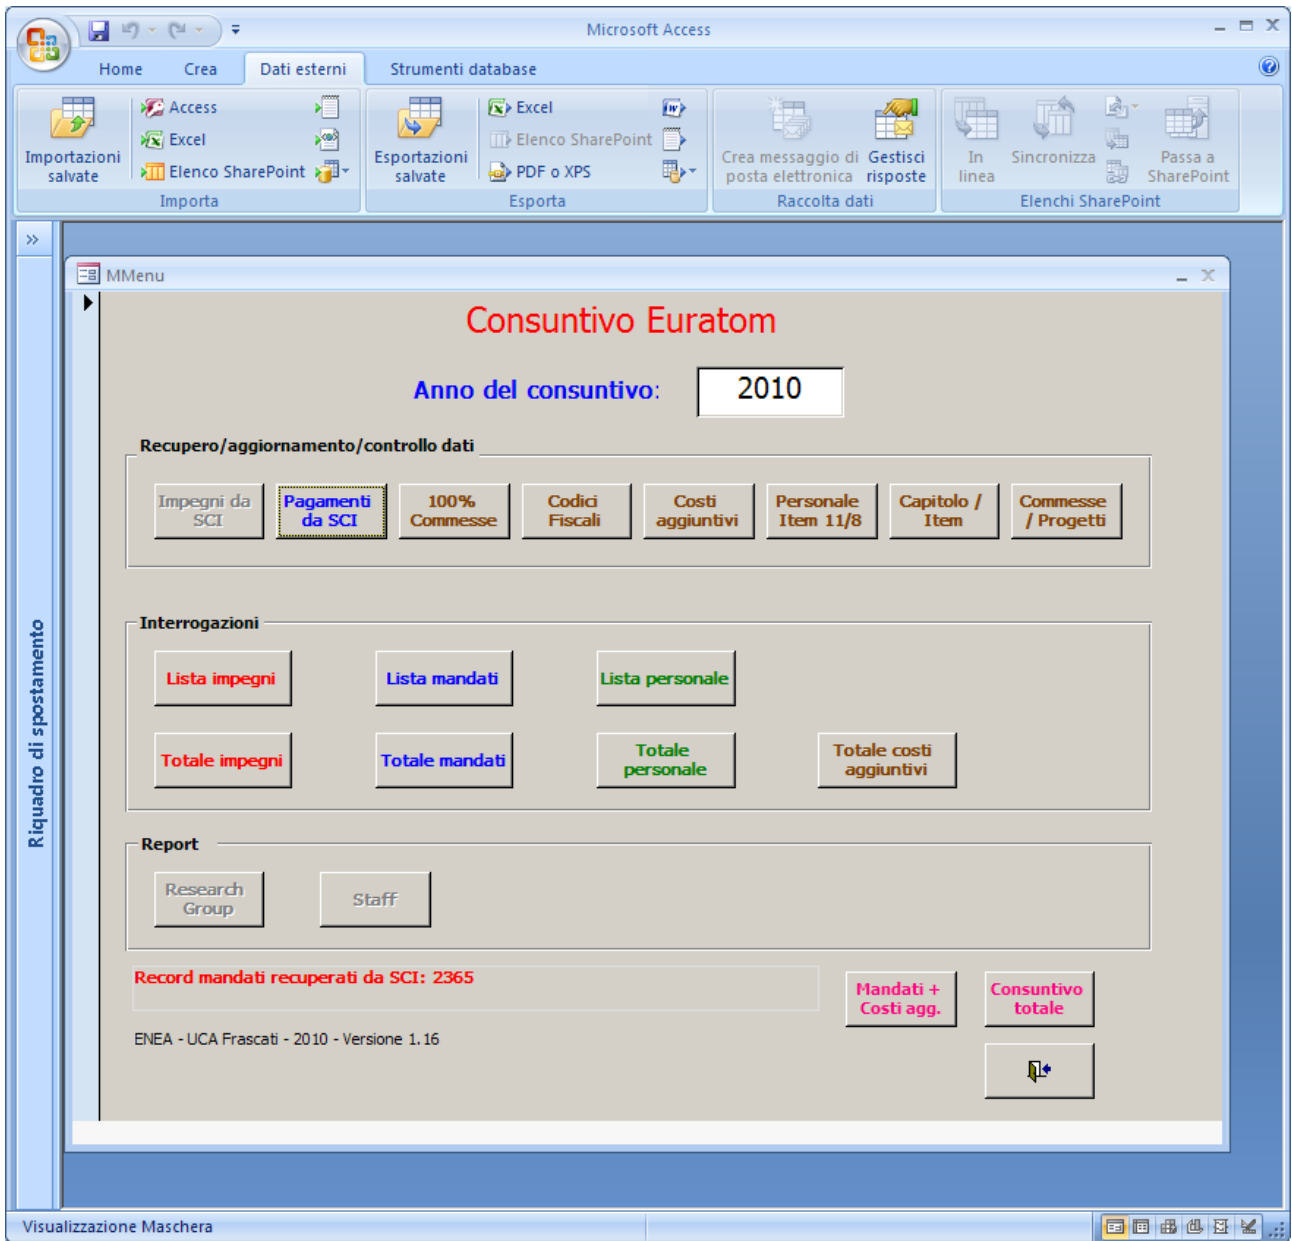 Microsoft Access
Home Crea Dati esterni Strumenti database
Importazioni salvate
Access
Excel
Elenco SharePoint
Importa
Esportazioni salvate
Excel
Elenco SharePoint
PDF o XPS
Esporta
Crea messaggio di posta elettronica
Gestisci risposte
Raccolta dati
In linea
Sincronizza
Passa a SharePoint
Elenchi SharePoint
Riquadro di spostamento
MMenu
Consuntivo Euratom
Anno del consuntivo: 2010
Recupero/aggiornamento/controllo dati
Impegni da SCI
Pagamenti da SCI
100% Commesse
Codici Fiscali
Costi aggiuntivi
Personale Item 11/8
Capitolo / Item
Commesse / Progetti
Interrogazioni
Lista impegni
Lista mandati
Lista personale
Totale impegni
Totale mandati
Totale personale
Totale costi aggiuntivi
Report
Research Group
Staff
Record mandati recuperati da SCI: 2365
Mandati + Costi agg.
Consuntivo totale
ENEA - UCA Frascati - 2010 - Versione 1.16
Visualizzazione Maschera